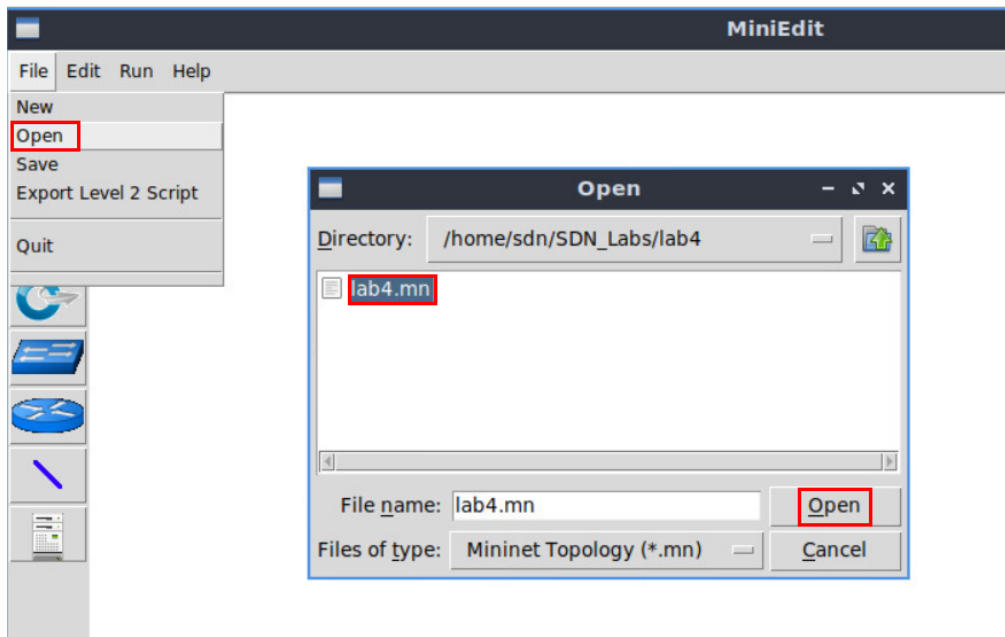 MiniEdit
File Edit Run Help
New
Open
Save
Export Level 2 Script
Quit
Open
Directory: /home/sdn/SDN_Labs/lab4
lab4.mn
File name: lab4.mn
Open
Files of type: Mininet Topology (*.mn)
Cancel